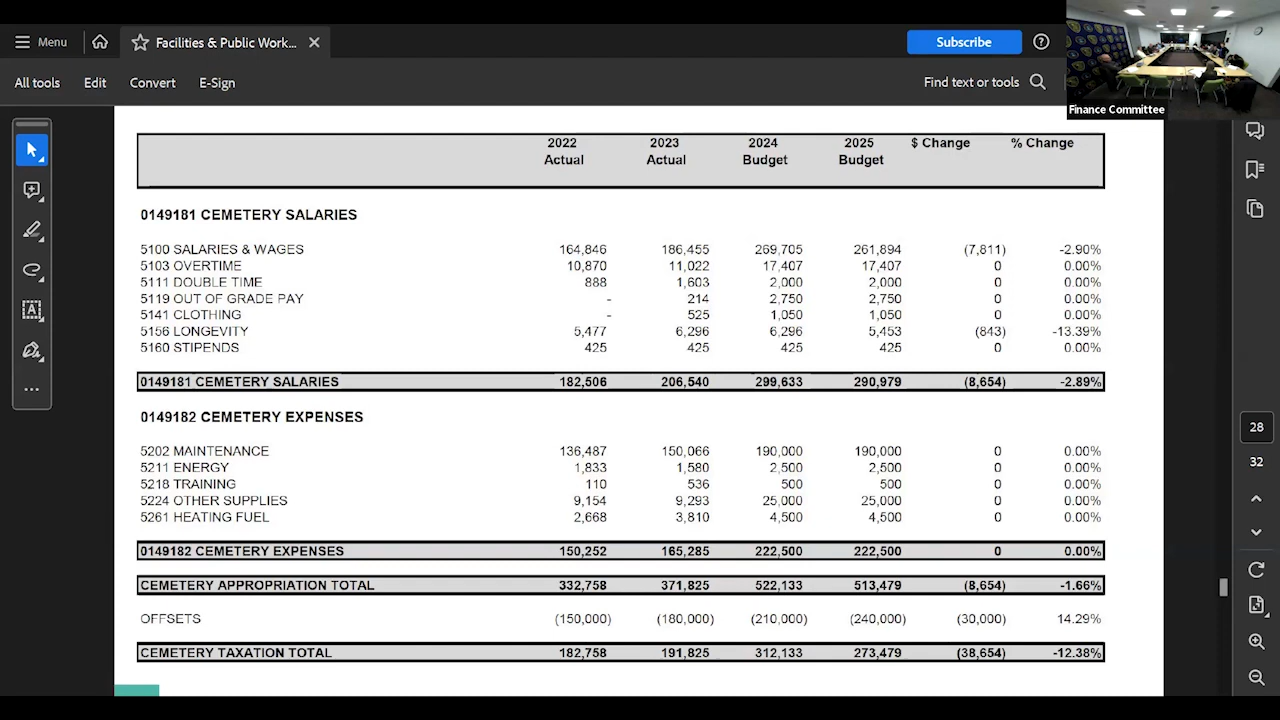 Menu
Facilities & Public Work...
Subscribe
All tools Edit Convert E-Sign
Find text or tools
Finance Committee
2022 Actual 2023 Actual 2024 Budget 2025 Budget $ Change % Change
0149181 CEMETERY SALARIES
5100 SALARIES & WAGES 164,846 186,455 269,705 261,894 (7,811) -2.90%
5103 OVERTIME 10,870 11,022 17,407 17,407 0 0.00%
5111 DOUBLE TIME 888 1,603 2,000 2,000 0 0.00%
5119 OUT OF GRADE PAY - 214 2,750 2,750 0 0.00%
5141 CLOTHING - 525 1,050 1,050 0 0.00%
5156 LONGEVITY 5,477 6,296 6,296 5,453 (843) -13.39%
5160 STIPENDS 425 425 425 425 0 0.00%
0149181 CEMETERY SALARIES 182,506 206,540 299,633 290,979 (8,654) -2.89%
0149182 CEMETERY EXPENSES
5202 MAINTENANCE 136,487 150,066 190,000 190,000 0 0.00%
5211 ENERGY 1,833 1,580 2,500 2,500 0 0.00%
5218 TRAINING 110 536 500 500 0 0.00%
5224 OTHER SUPPLIES 9,154 9,293 25,000 25,000 0 0.00%
5261 HEATING FUEL 2,668 3,810 4,500 4,500 0 0.00%
0149182 CEMETERY EXPENSES 150,252 165,285 222,500 222,500 0 0.00%
CEMETERY APPROPRIATION TOTAL 332,758 371,825 522,133 513,479 (8,654) -1.66%
OFFSETS (150,000) (180,000) (210,000) (240,000) (30,000) 14.29%
CEMETERY TAXATION TOTAL 182,758 191,825 312,133 273,479 (38,654) -12.38%
28
32